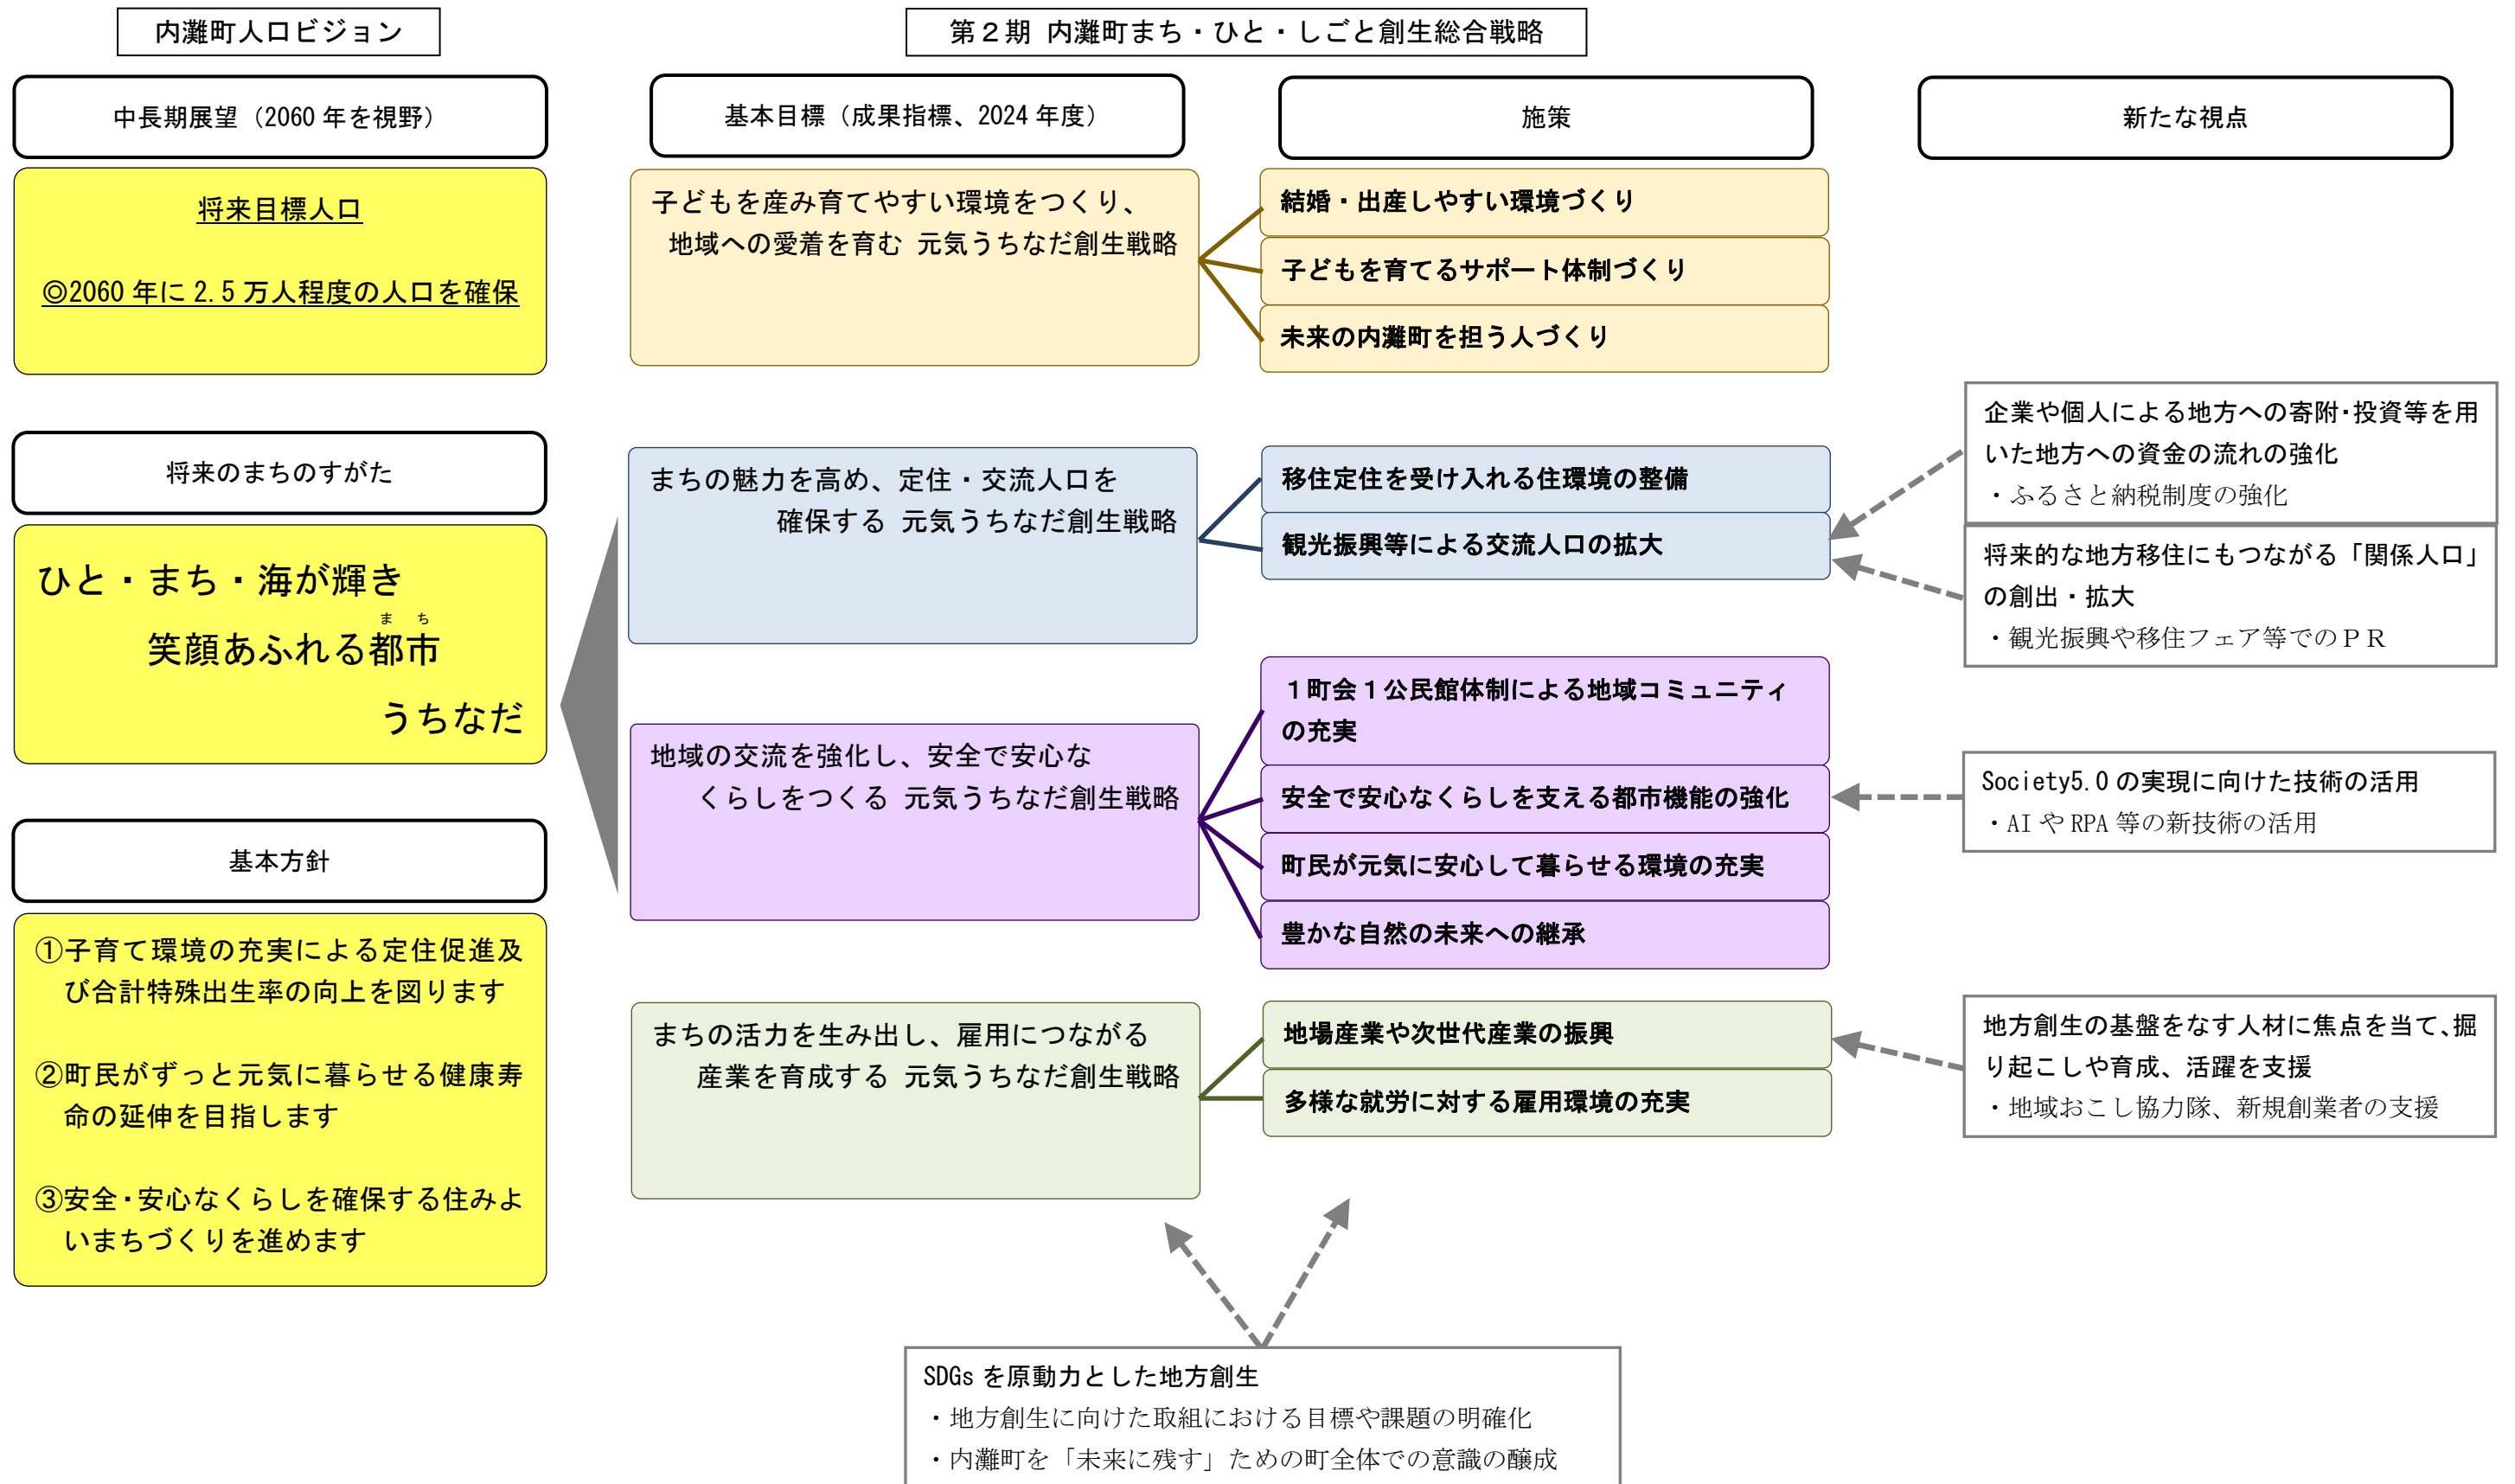 内灘町人口ビジョン
中長期展望（2060年を視野）
将来目標人口
◎2060年に2.5万人程度の人口を確保
将来のまちのすがた
ひと・まち・海が輝き
まち
笑顔あふれる都市
うちなだ
基本方針
①子育て環境の充実による定住促進及
び合計特殊出生率の向上を図ります
②町民がずっと元気に暮らせる健康寿
命の延伸を目指します
③安全・安心なくらしを確保する住みよ
いまちづくりを進めます
第２期 内灘町まち・ひと・しごと創生総合戦略
基本目標（成果指標、2024年度）
子どもを産み育てやすい環境をつくり、
地域への愛着を育む 元気うちなだ創生戦略
まちの魅力を高め、定住・交流人口を
確保する 元気うちなだ創生戦略
地域の交流を強化し、安全で安心な
くらしをつくる 元気うちなだ創生戦略
まちの活力を生み出し、雇用につながる
産業を育成する 元気うちなだ創生戦略
施策
結婚・出産しやすい環境づくり
子どもを育てるサポート体制づくり
未来の内灘町を担う人づくり
移住定住を受け入れる住環境の整備
観光振興等による交流人口の拡大
１町会１公民館体制による地域コミュニティ
の充実
安全で安心なくらしを支える都市機能の強化
町民が元気に安心して暮らせる環境の充実
豊かな自然の未来への継承
地場産業や次世代産業の振興
多様な就労に対する雇用環境の充実
新たな視点
企業や個人による地方への寄附・投資等を用
いた地方への資金の流れの強化
・ふるさと納税制度の強化
将来的な地方移住にもつながる「関係人口」
の創出・拡大
・観光振興や移住フェア等でのＰＲ
Society5.0の実現に向けた技術の活用
・AIやRPA等の新技術の活用
地方創生の基盤をなす人材に焦点を当て、掘
り起こしや育成、活躍を支援
・地域おこし協力隊、新規創業者の支援
SDGsを原動力とした地方創生
・地方創生に向けた取組における目標や課題の明確化
・内灘町を「未来に残す」ための町全体での意識の醸成